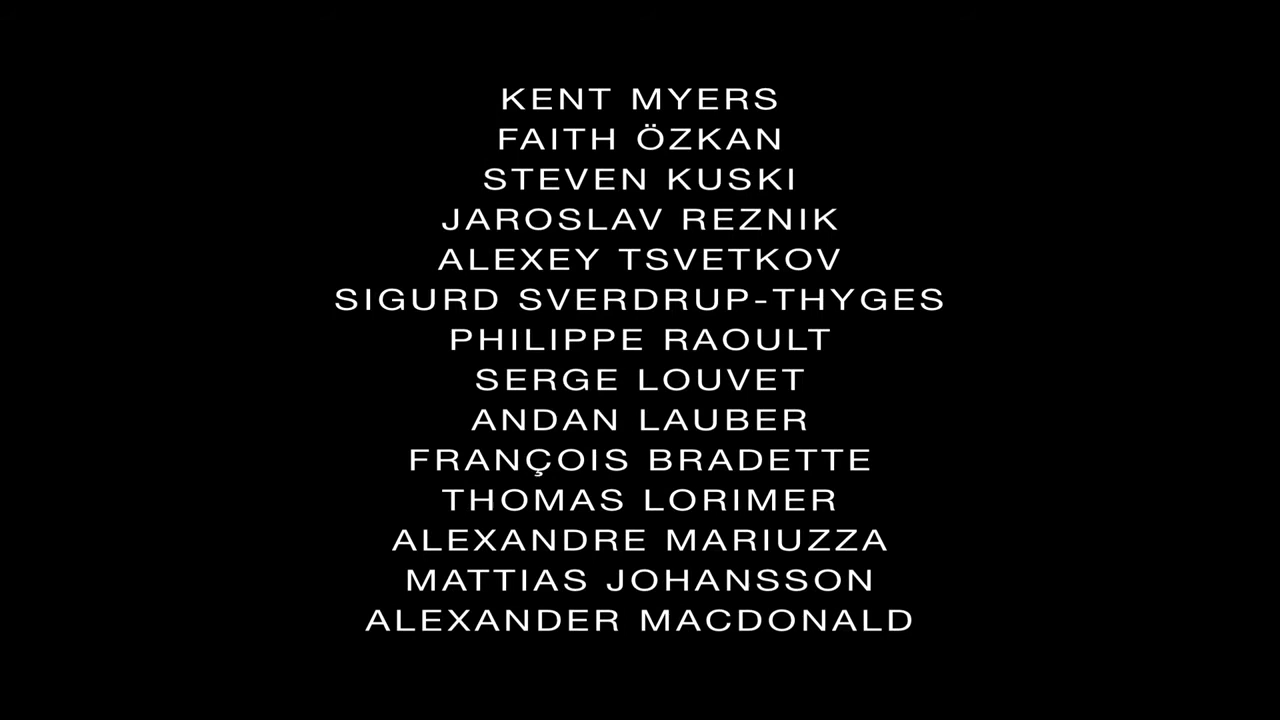 KENT MYERS
FAITH ÖZKAN
STEVEN KUSKI
JAROSLAV REZNIK
ALEXEY TSVETKOV
SIGURD SVERDRUP-THYGES
PHILIPPE RAOULT
SERGE LOUVET
ANDAN LAUBER
FRANÇOIS BRADETTE
THOMAS LORIMER
ALEXANDRE MARIUZZA
MATTIAS JOHANSSON
ALEXANDER MACDONALD